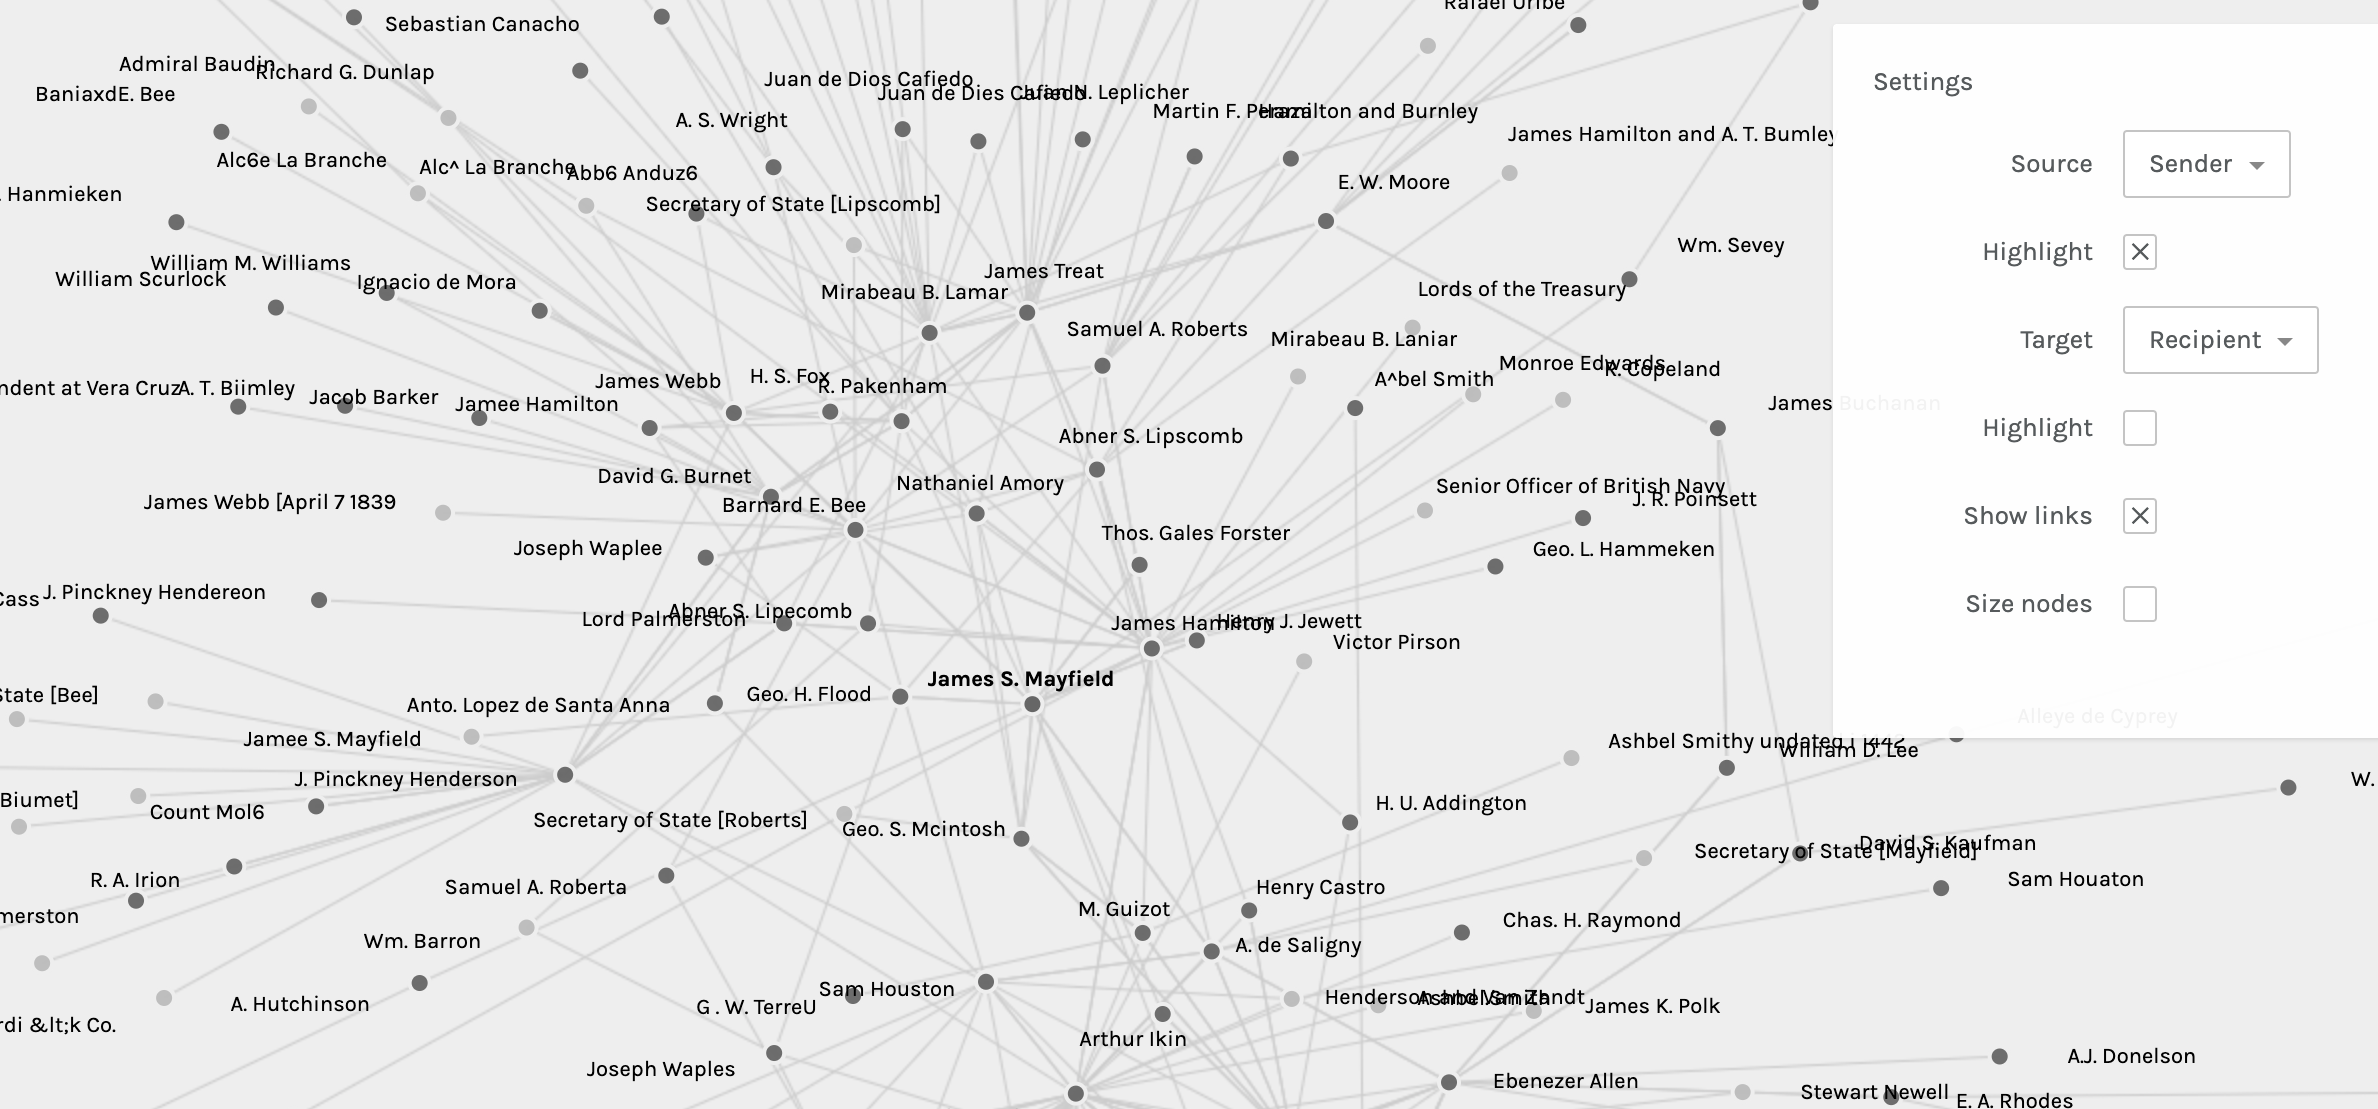 Rafael Uribe
Sebastian Canacho
Admiral Baudin
Richard G. Dunlap
Juan de Dios Cafiedo
Juan de Dies Cafiedo
Juan N. Leplicher
BaniaxdE. Bee
A. S. Wright
Martin F. Peraza
Hamilton and Burnley
James Hamilton and A. T. Bumley
Alc6e La Branche
Alc^ La Branche
Abb6 Anduz6
E. W. Moore
. Hanmieken
Secretary of State [Lipscomb]
Wm. Sevey
William M. Williams
William Scurlock
Ignacio de Mora
James Treat
Mirabeau B. Lamar
Lords of the Treasury
Samuel A. Roberts
Mirabeau B. Laniar
Monroe Edwards
R. Copeland
James Webb
H. S. Fox
R. Pakenham
A^bel Smith
ndent at Vera Cruz
A. T. Biimley
Jacob Barker
Jamee Hamilton
James Buchanan
Abner S. Lipscomb
David G. Burnet
Nathaniel Amory
Senior Officer of British Navy
J. R. Poinsett
James Webb [April 7 1839
Barnard E. Bee
Thos. Gales Forster
Joseph Waplee
Geo. L. Hammeken
Cass
J. Pinckney Hendereon
Lord Palmerston
Abner S. Lipecomb
James Hamilton
Henry J. Jewett
Victor Pirson
James S. Mayfield
State [Bee]
Anto. Lopez de Santa Anna
Geo. H. Flood
Alleye de Cyprey
Jamee S. Mayfield
Ashbel Smithy undated 1 1442
William D. Lee
J. Pinckney Henderson
W.
Biumet]
Count Mol6
Secretary of State [Roberts]
Geo. S. Mcintosh
H. U. Addington
Secretary of State [Mayfield]
David S. Kaufman
R. A. Irion
Samuel A. Roberta
Henry Castro
Sam Houaton
merston
M. Guizot
Chas. H. Raymond
Wm. Barron
A. de Saligny
A. Hutchinson
G . W. TerreU
Sam Houston
Henderson and Van Zandt
Ashbel Smith
James K. Polk
rdi &lt;k Co.
Arthur Ikin
Joseph Waples
A.J. Donelson
Ebenezer Allen
Stewart Newell
E. A. Rhodes
Settings
Source
Sender
Highlight
Target
Recipient
Highlight
Show links
Size nodes